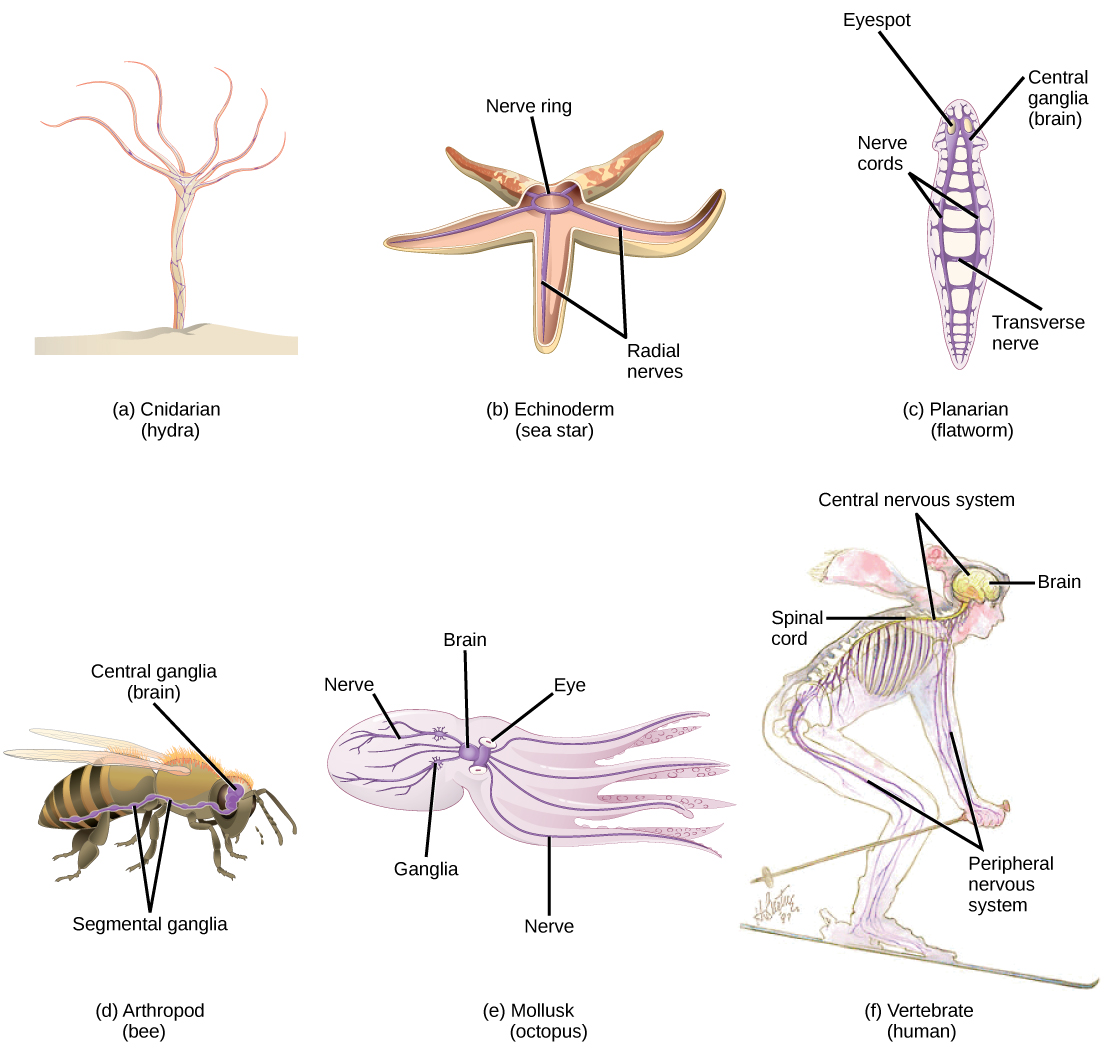 Eyespot
Central
ganglia
(brain)
Nerve
cords
Transverse
nerve
Nerve ring
Radial
nerves
(a) Cnidarian
(hydra)
(b) Echinoderm
(sea star)
(c) Planarian
(flatworm)
Central ganglia
(brain)
Segmental ganglia
Brain
Nerve
Eye
Ganglia
Nerve
Central nervous system
Brain
Spinal
cord
Peripheral
nervous
system
(d) Arthropod
(bee)
(e) Mollusk
(octopus)
(f) Vertebrate
(human)